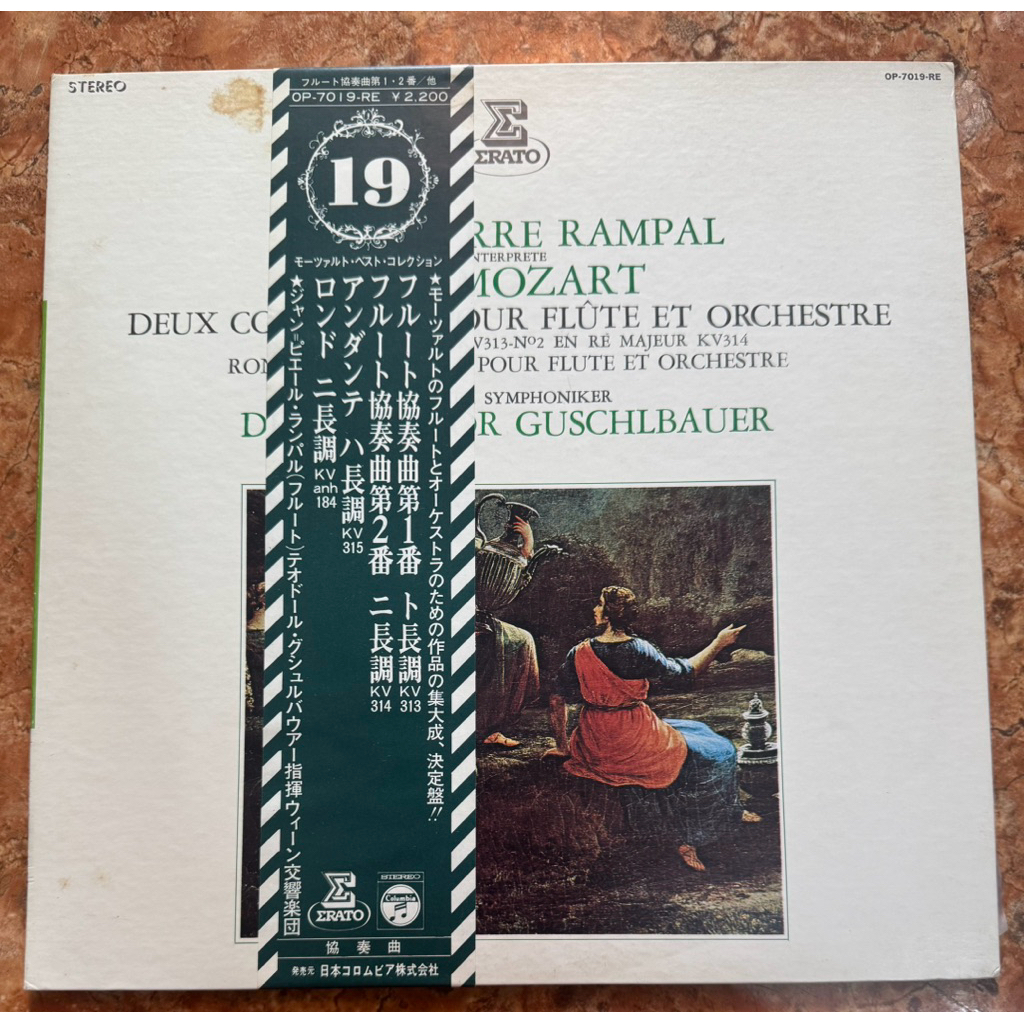 STEREO
OP-7019-RE
ERATO
RRE RAMPAL
NTERPRETE
MOZART
DEUX CO OUR FLÛTE ET ORCHESTRE
V313-Nº2 EN RÉ MAJEUR KV314
RON POUR FLUTE ET ORCHESTRE
SYMPHONIKER
D R GUSCHLBAUER
フルート協奏曲第1・2番/他
OP-7019-RE ¥2,200
19
モーツァルト・ベスト・コレクション
★モーツァルトのフルートとオーケストラのための作品の集大成、決定盤!!
フルート協奏曲第1番 ト長調 KV 313
フルート協奏曲第2番 ニ長調 KV 314
アンダンテ ハ長調 KV 315
ロンド ニ長調 KV anh 184
★ジャン=ピエール・ランパル(フルート)テオドール・グシュルバウアー指揮ウィーン交響楽団
ERATO
STEREO
Columbia
協奏曲
発売元 日本コロムビア株式会社